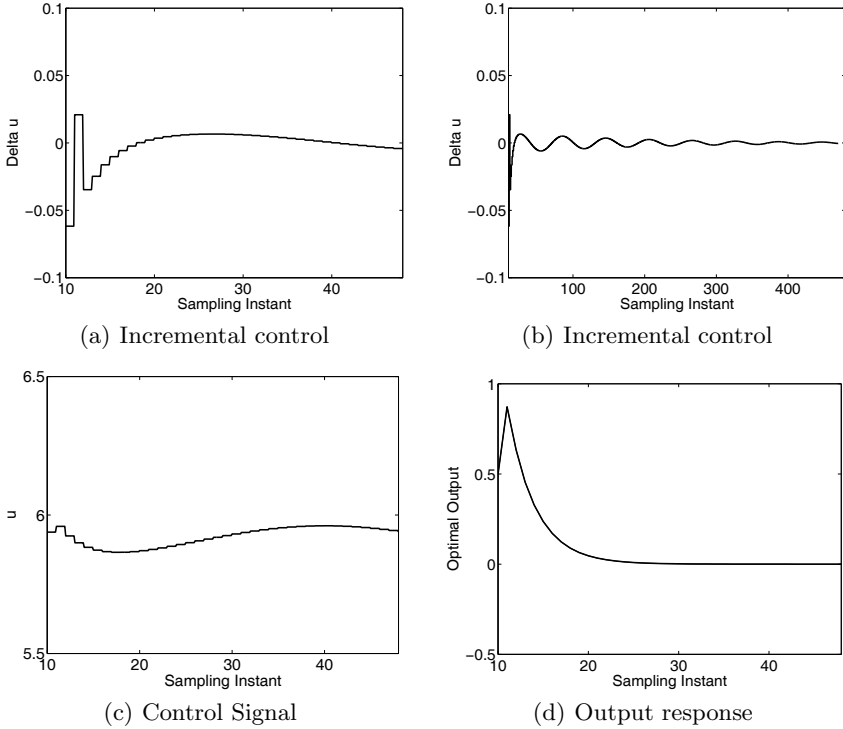 0.1
0.05
0
−0.05
−0.1
10
20
30
40
Delta u
Sampling Instant
(a) Incremental control
0.1
0.05
0
−0.05
−0.1
100
200
300
400
Delta u
Sampling Instant
(b) Incremental control
6.5
6
5.5
10
20
30
40
u
Sampling Instant
(c) Control Signal
1
0.5
0
−0.5
10
20
30
40
Optimal Output
Sampling Instant
(d) Output response